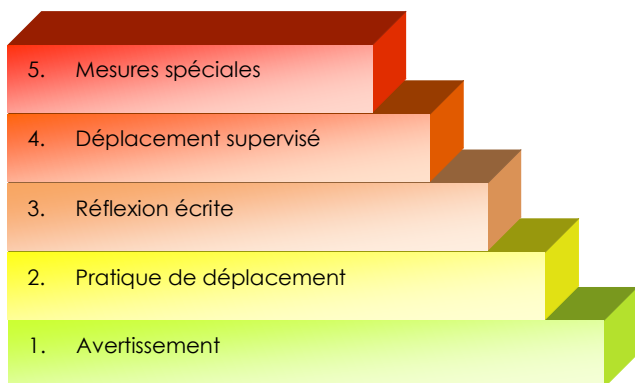 5. Mesures spéciales
4. Déplacement supervisé
3. Réflexion écrite
2. Pratique de déplacement
1. Avertissement